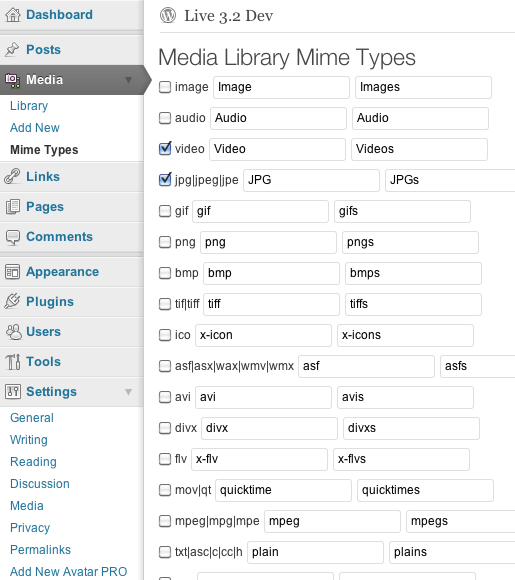 Dashboard
Posts
Media
Library
Add New
Mime Types
Links
Pages
Comments
Appearance
Plugins
Users
Tools
Settings
General
Writing
Reading
Discussion
Media
Privacy
Permalinks
Add New Avatar PRO
Live 3.2 Dev
Media Library Mime Types
image Image Images
audio Audio Audio
video Video Videos
jpg|jpeg|jpe JPG JPGs
gif gif gifs
png png pngs
bmp bmp bmps
tif|tiff tiff tiffs
ico x-icon x-icons
asf|asx|wax|wmv|wmx asf asfs
avi avi avis
divx divx divxs
flv x-flv x-flvs
mov|qt quicktime quicktimes
mpeg|mpg|mpe mpeg mpegs
txt|asc|c|cc|h plain plains